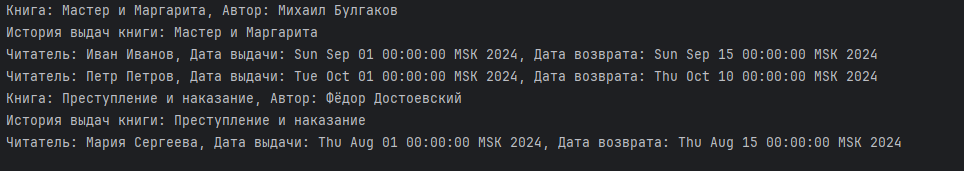 Книга: Мастер и Маргарита, Автор: Михаил Булгаков
История выдач книги: Мастер и Маргарита
Читатель: Иван Иванов, Дата выдачи: Sun Sep 01 00:00:00 MSK 2024, Дата возврата: Sun Sep 15 00:00:00 MSK 2024
Читатель: Петр Петров, Дата выдачи: Tue Oct 01 00:00:00 MSK 2024, Дата возврата: Thu Oct 10 00:00:00 MSK 2024
Книга: Преступление и наказание, Автор: Фёдор Достоевский
История выдач книги: Преступление и наказание
Читатель: Мария Сергеева, Дата выдачи: Thu Aug 01 00:00:00 MSK 2024, Дата возврата: Thu Aug 15 00:00:00 MSK 2024